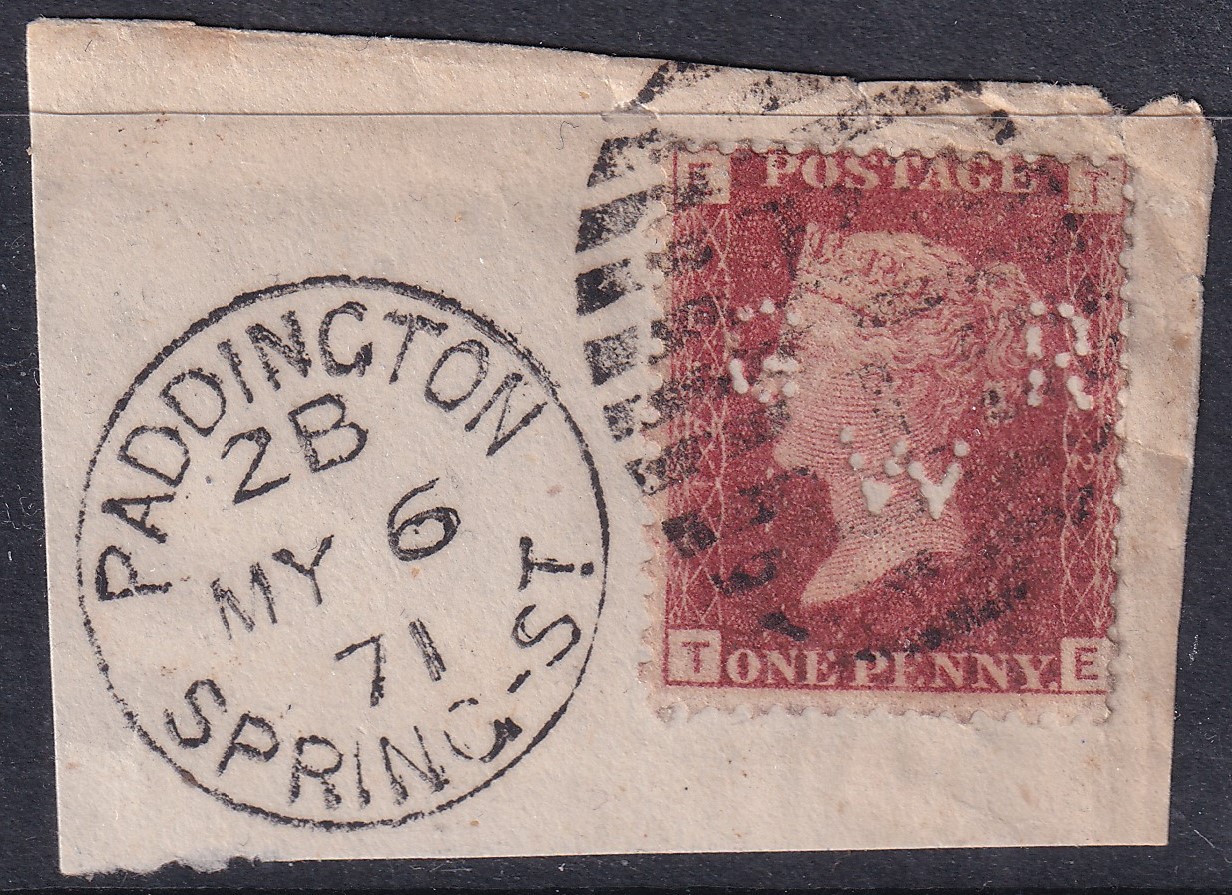 PADDINGTON
2B
MY 6
71
SPRING-ST
E POSTAGE T
G R
W
T ONE PENNY E